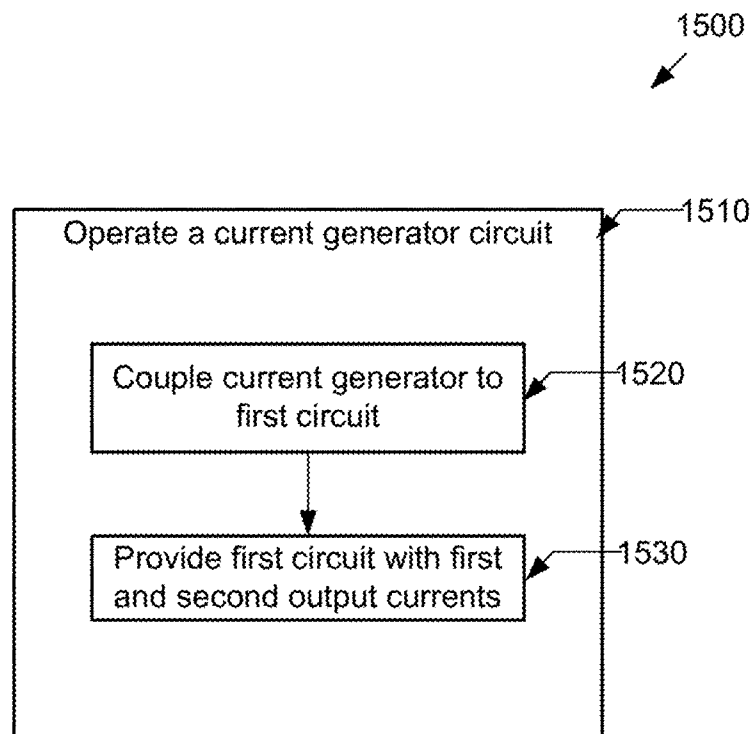 1500
1510
Operate a current generator circuit
Couple current generator to
first circuit
1520
Provide first circuit with first
and second output currents
1530